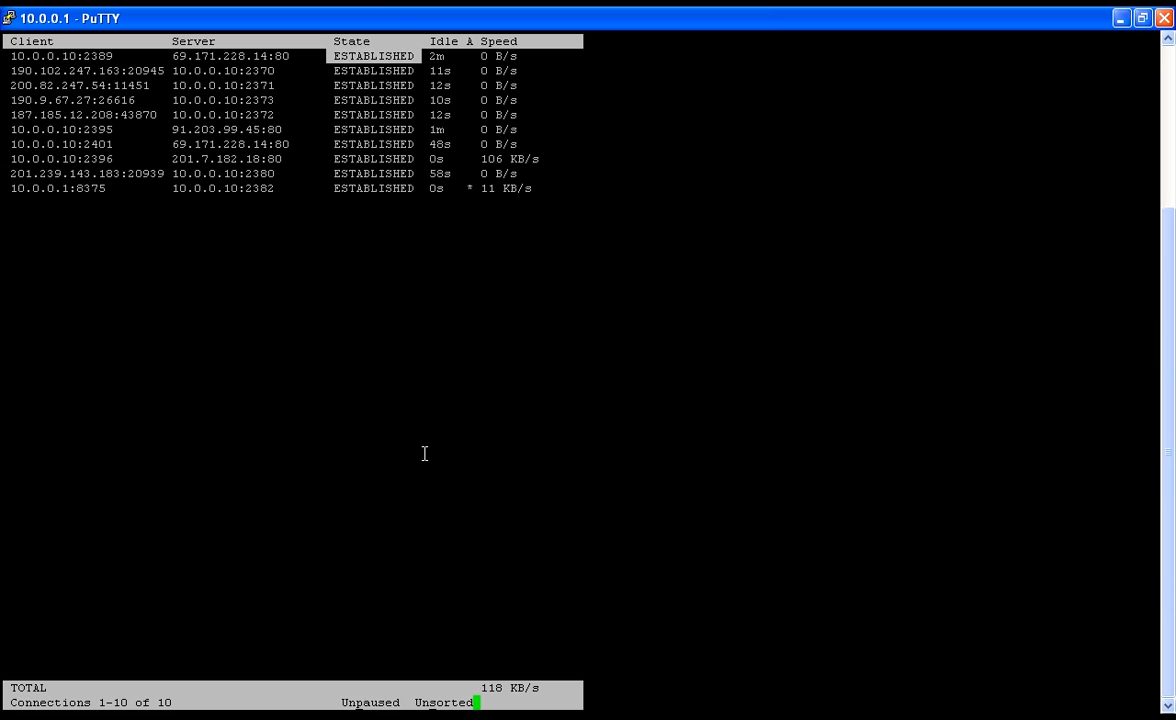 10.0.0.1 - PuTTY
Client Server State Idle A Speed
10.0.0.10:2389 69.171.228.14:80 ESTABLISHED 2m 0 B/s
190.102.247.163:20945 10.0.0.10:2370 ESTABLISHED 11s 0 B/s
200.82.247.54:11451 10.0.0.10:2371 ESTABLISHED 12s 0 B/s
190.9.67.27:26616 10.0.0.10:2373 ESTABLISHED 10s 0 B/s
187.185.12.208:43870 10.0.0.10:2372 ESTABLISHED 12s 0 B/s
10.0.0.10:2395 91.203.99.45:80 ESTABLISHED 1m 0 B/s
10.0.0.10:2401 69.171.228.14:80 ESTABLISHED 48s 0 B/s
10.0.0.10:2396 201.7.182.18:80 ESTABLISHED 0s 106 KB/s
201.239.143.183:20939 10.0.0.10:2380 ESTABLISHED 58s 0 B/s
10.0.0.1:8375 10.0.0.10:2382 ESTABLISHED 0s * 11 KB/s
TOTAL 118 KB/s
Connections 1-10 of 10 Unpaused Unsorted